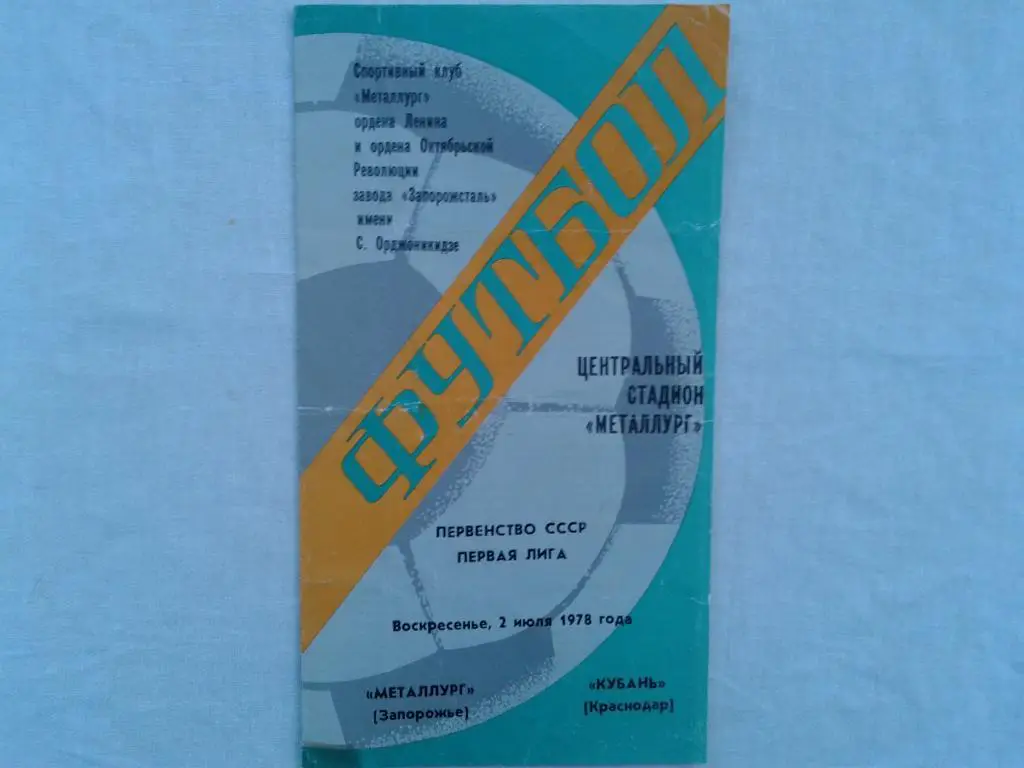 Спортивный клуб
«Металлург»
ордена Ленина
и ордена Октябрьской
Революции
завода «Запорожсталь»
имени
С. Орджоникидзе
ФУТБОЛ
ЦЕНТРАЛЬНЫЙ
СТАДИОН
«МЕТАЛЛУРГ»
ПЕРВЕНСТВО СССР
ПЕРВАЯ ЛИГА
Воскресенье, 2 июля 1978 года
«МЕТАЛЛУРГ»
[Запорожье]
«КУБАНЬ»
[Краснодар]